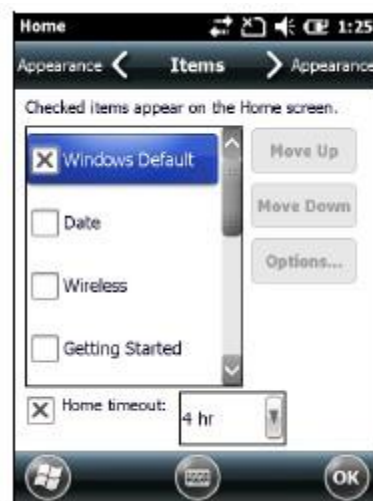 Home 1:25
Appearance Items Appearance
Checked items appear on the Home screen.
Windows Default
Move Up
Date
Move Down
Wireless
Options...
Getting Started
Home timeout: 4 hr
OK